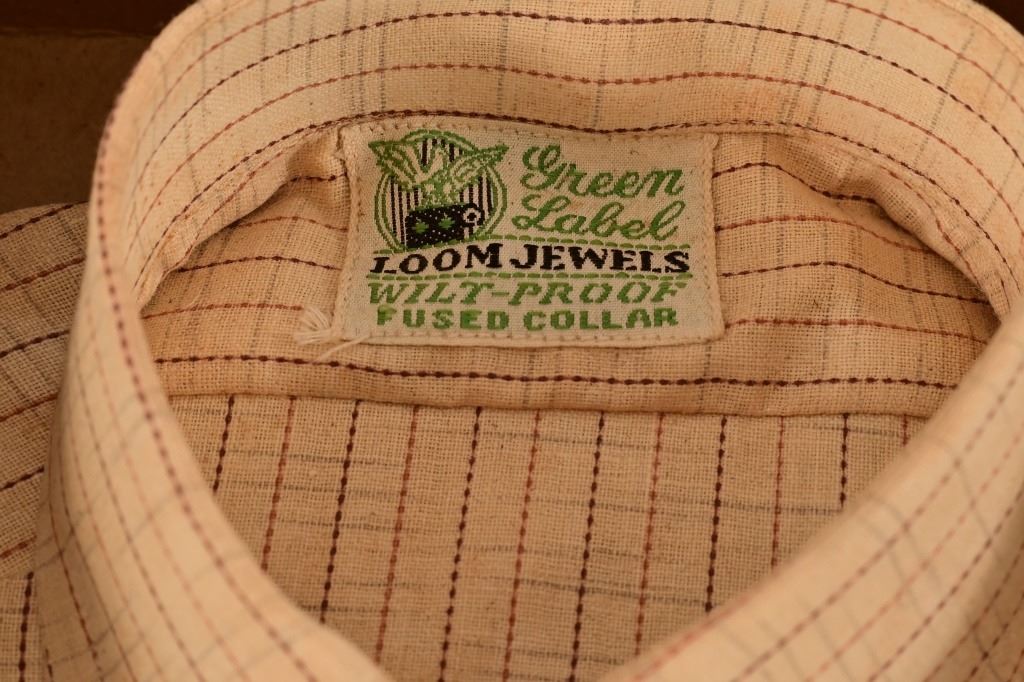 Green
Label
LOOM JEWELS
WILT-PROOF
FUSED COLLAR